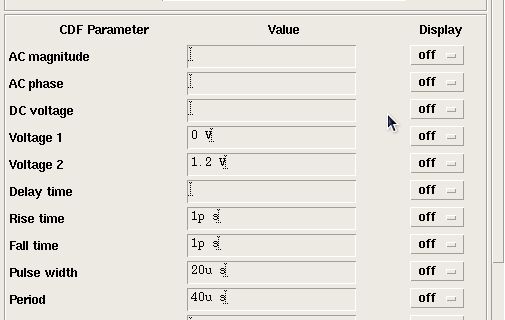 CDF Parameter Value Display
AC magnitude off
AC phase off
DC voltage off
Voltage 1 0 V off
Voltage 2 1.2 V off
Delay time off
Rise time 1p s off
Fall time 1p s off
Pulse width 20u s off
Period 40u s off